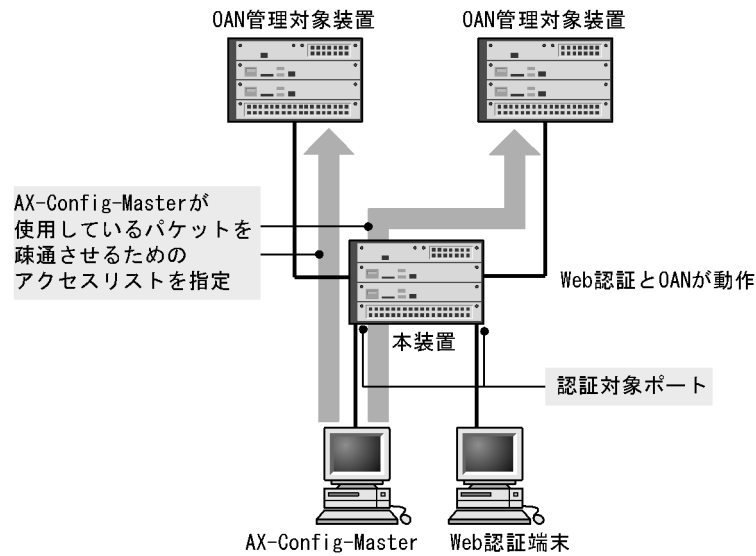 OAN管理対象装置
OAN管理対象装置
AX-Config-Masterが
使用しているパケットを
疎通させるための
アクセスリストを指定
Web認証とOANが動作
本装置
認証対象ポート
AX-Config-Master
Web認証端末